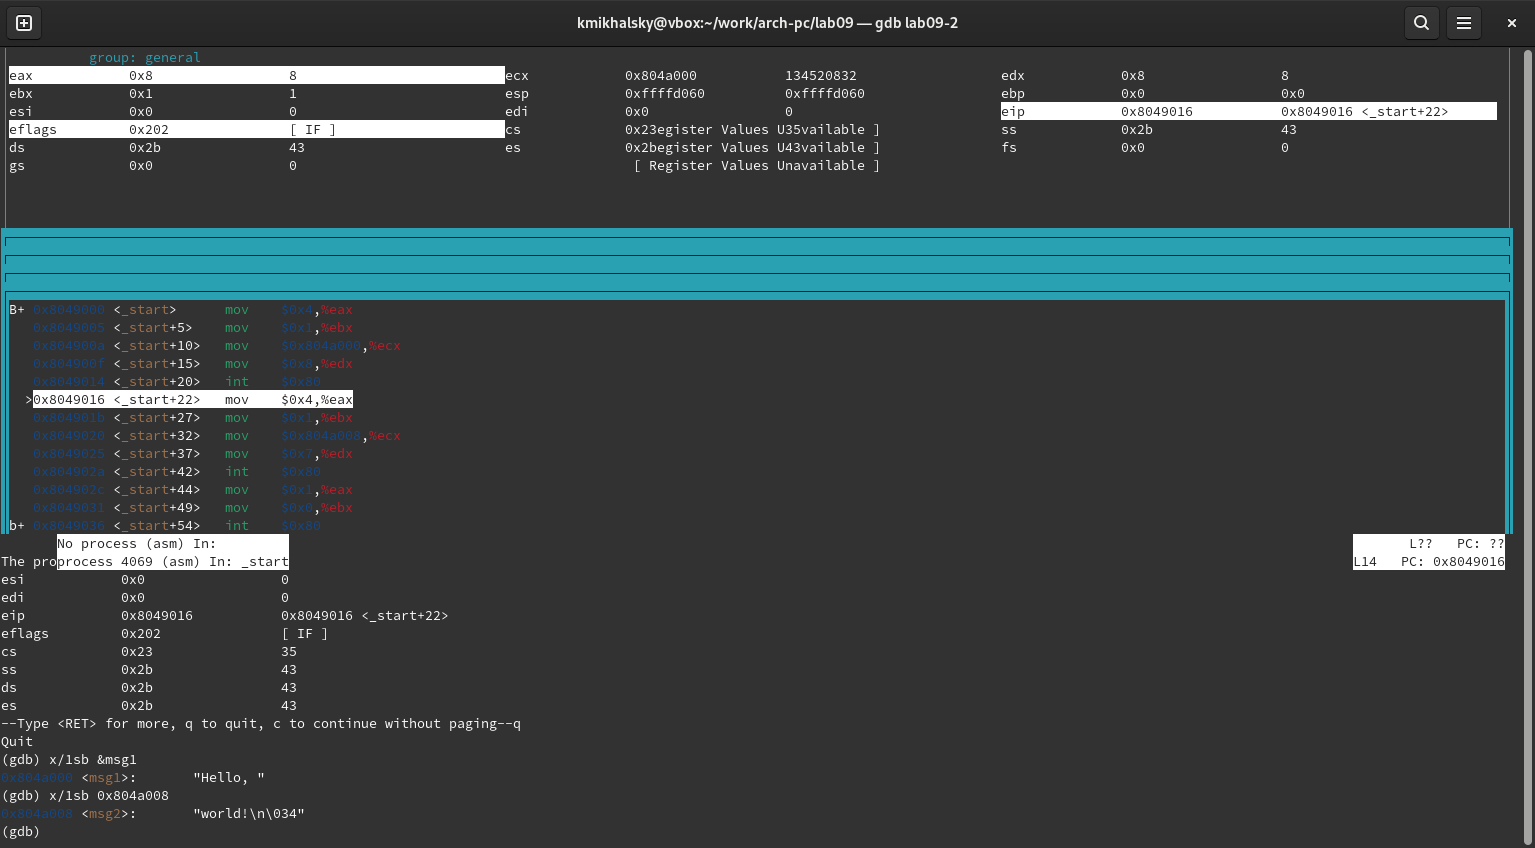 kmikhalsky@vbox:~/work/arch-pc/lab09 — gdb lab09-2
group: general
eax 0x8 8 ecx 0x804a000 134520832 edx 0x8 8
ebx 0x1 1 esp 0xffffd060 0xffffd060 ebp 0x0 0x0
esi 0x0 0 edi 0x0 0 eip 0x8049016 0x8049016 <_start+22>
eflags 0x202 [ IF ] cs 0x23egister Values U35vailable ] ss 0x2b 43
ds 0x2b 43 es 0x2begister Values U43vailable ] fs 0x0 0
gs 0x0 0 [ Register Values Unavailable ]
B+ 0x8049000 <_start> mov $0x4,%eax
0x8049005 <_start+5> mov $0x1,%ebx
0x804900a <_start+10> mov $0x804a000,%ecx
0x804900f <_start+15> mov $0x8,%edx
0x8049014 <_start+20> int $0x80
>0x8049016 <_start+22> mov $0x4,%eax
0x804901b <_start+27> mov $0x1,%ebx
0x8049020 <_start+32> mov $0x804a008,%ecx
0x8049025 <_start+37> mov $0x7,%edx
0x804902a <_start+42> int $0x80
0x804902c <_start+44> mov $0x1,%eax
0x8049031 <_start+49> mov $0x0,%ebx
b+ 0x8049036 <_start+54> int $0x80
No process (asm) In: L?? PC: ??
The proprocess 4069 (asm) In: _start L14 PC: 0x8049016
esi 0x0 0
edi 0x0 0
eip 0x8049016 0x8049016 <_start+22>
eflags 0x202 [ IF ]
cs 0x23 35
ss 0x2b 43
ds 0x2b 43
es 0x2b 43
--Type <RET> for more, q to quit, c to continue without paging--q
Quit
(gdb) x/1sb &msg1
0x804a000 <msg1>: "Hello, "
(gdb) x/1sb 0x804a008
0x804a008 <msg2>: "world!\n\034"
(gdb)